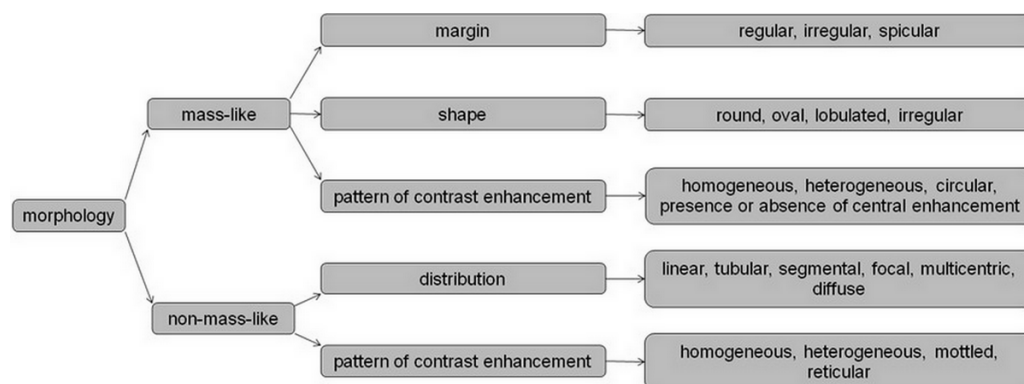 margin
regular, irregular, spicular
mass-like
shape
round, oval, lobulated, irregular
pattern of contrast enhancement
homogeneous, heterogeneous, circular,
presence or absence of central enhancement
morphology
distribution
linear, tubular, segmental, focal, multicentric,
diffuse
non-mass-like
pattern of contrast enhancement
homogeneous, heterogeneous, mottled,
reticular